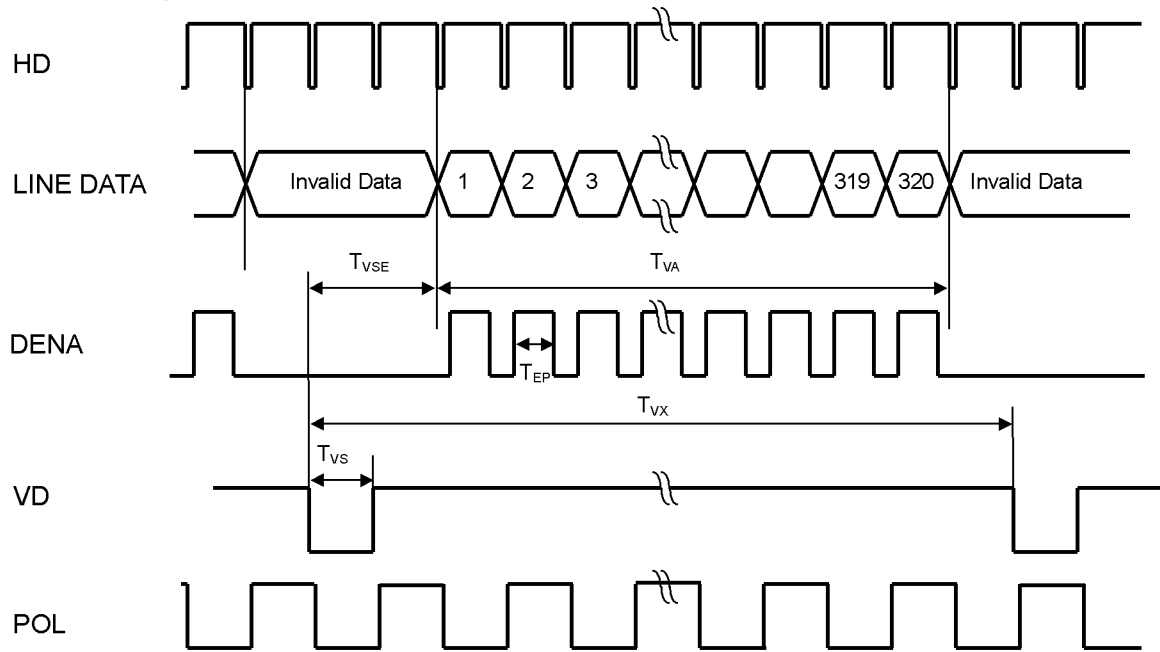 HD
LINE DATA
Invalid Data
1
2
3
319
320
Invalid Data
TVSE
TVA
DENA
TEP
TVX
TVS
VD
POL